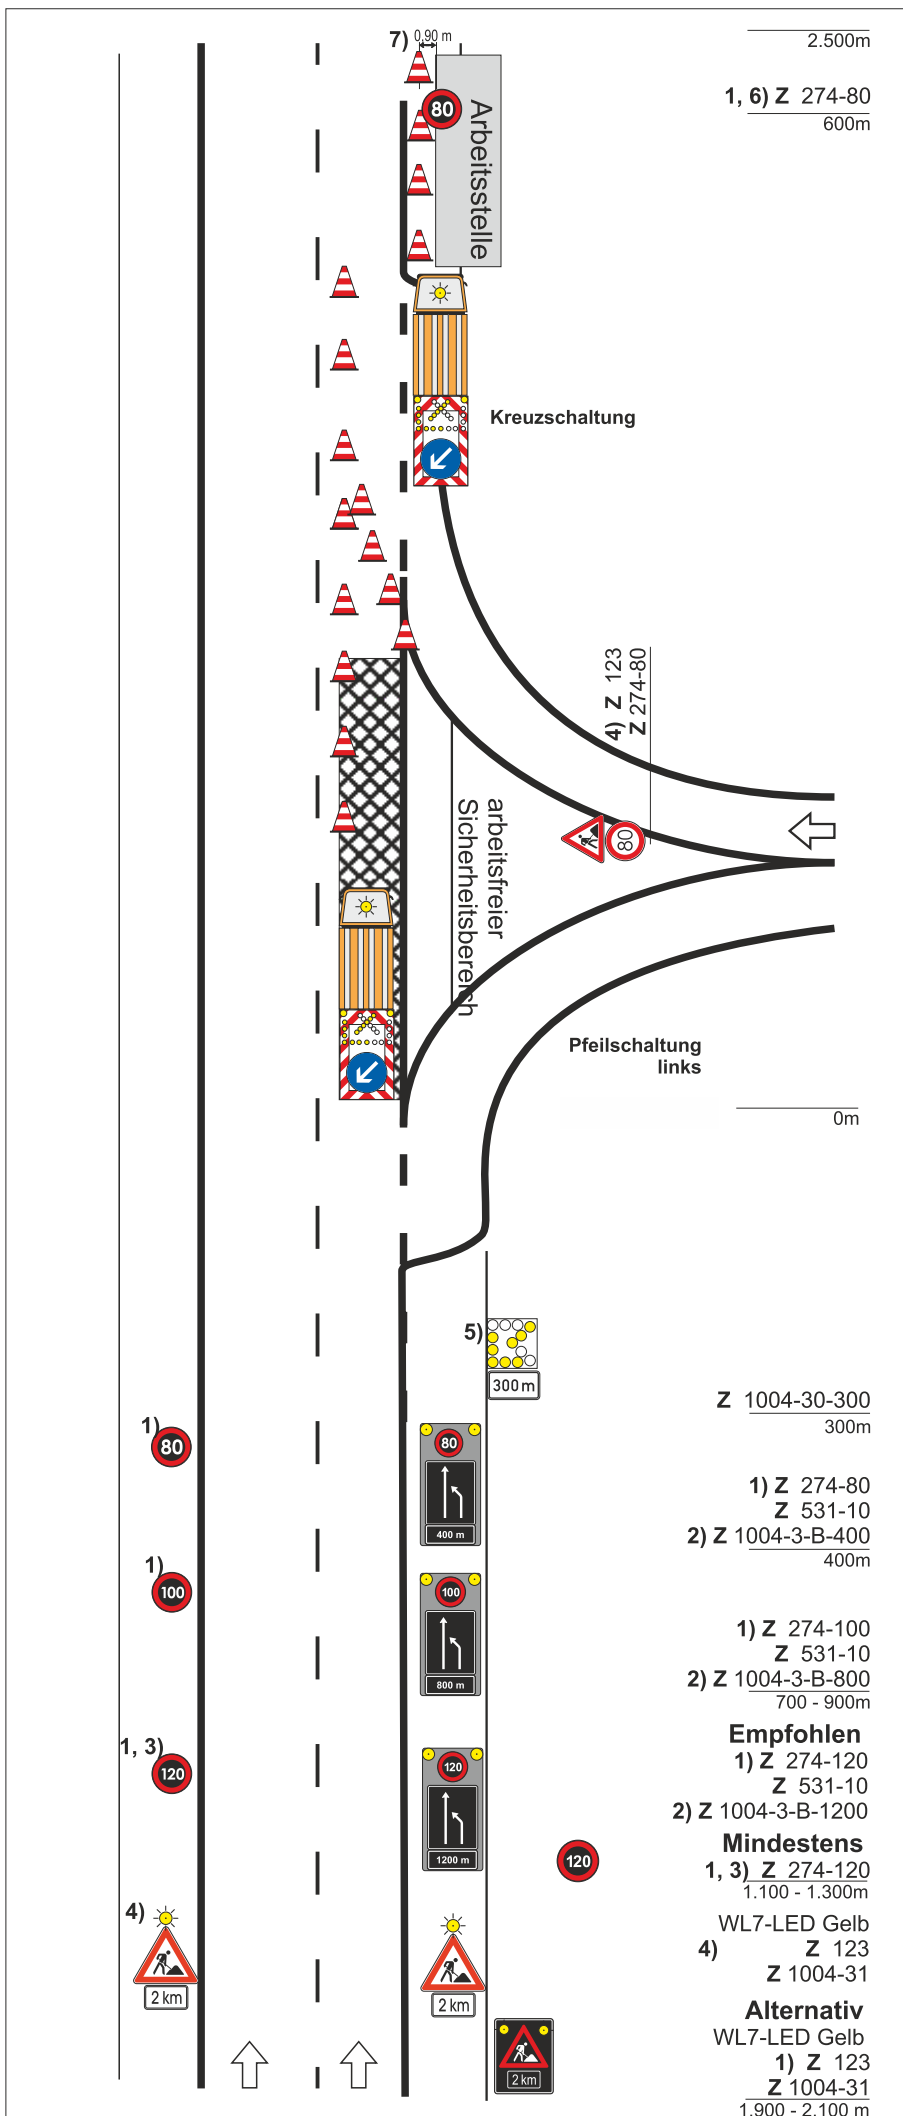 7) 0,90 m
2.500m
1, 6) Z 274-80
600m
80
Arbeitsstelle
Kreuzschaltung
4) Z 123
Z 274-80
80
arbeitsfreier
Sicherheitsbereich
Pfeilschaltung
links
0m
5)
300 m
Z 1004-30-300
300m
1)
80
80
400 m
1) Z 274-80
Z 531-10
2) Z 1004-3-B-400
400m
1)
100
100
800 m
1) Z 274-100
Z 531-10
2) Z 1004-3-B-800
700 - 900m
1, 3)
120
120
1200 m
Empfohlen
1) Z 274-120
Z 531-10
2) Z 1004-3-B-1200
Mindestens
120
1, 3) Z 274-120
1.100 - 1.300m
4)
2 km
2 km
WL7-LED Gelb
4) Z 123
Z 1004-31
Alternativ
WL7-LED Gelb
1) Z 123
2 km
Z 1004-31
1.900 - 2.100 m